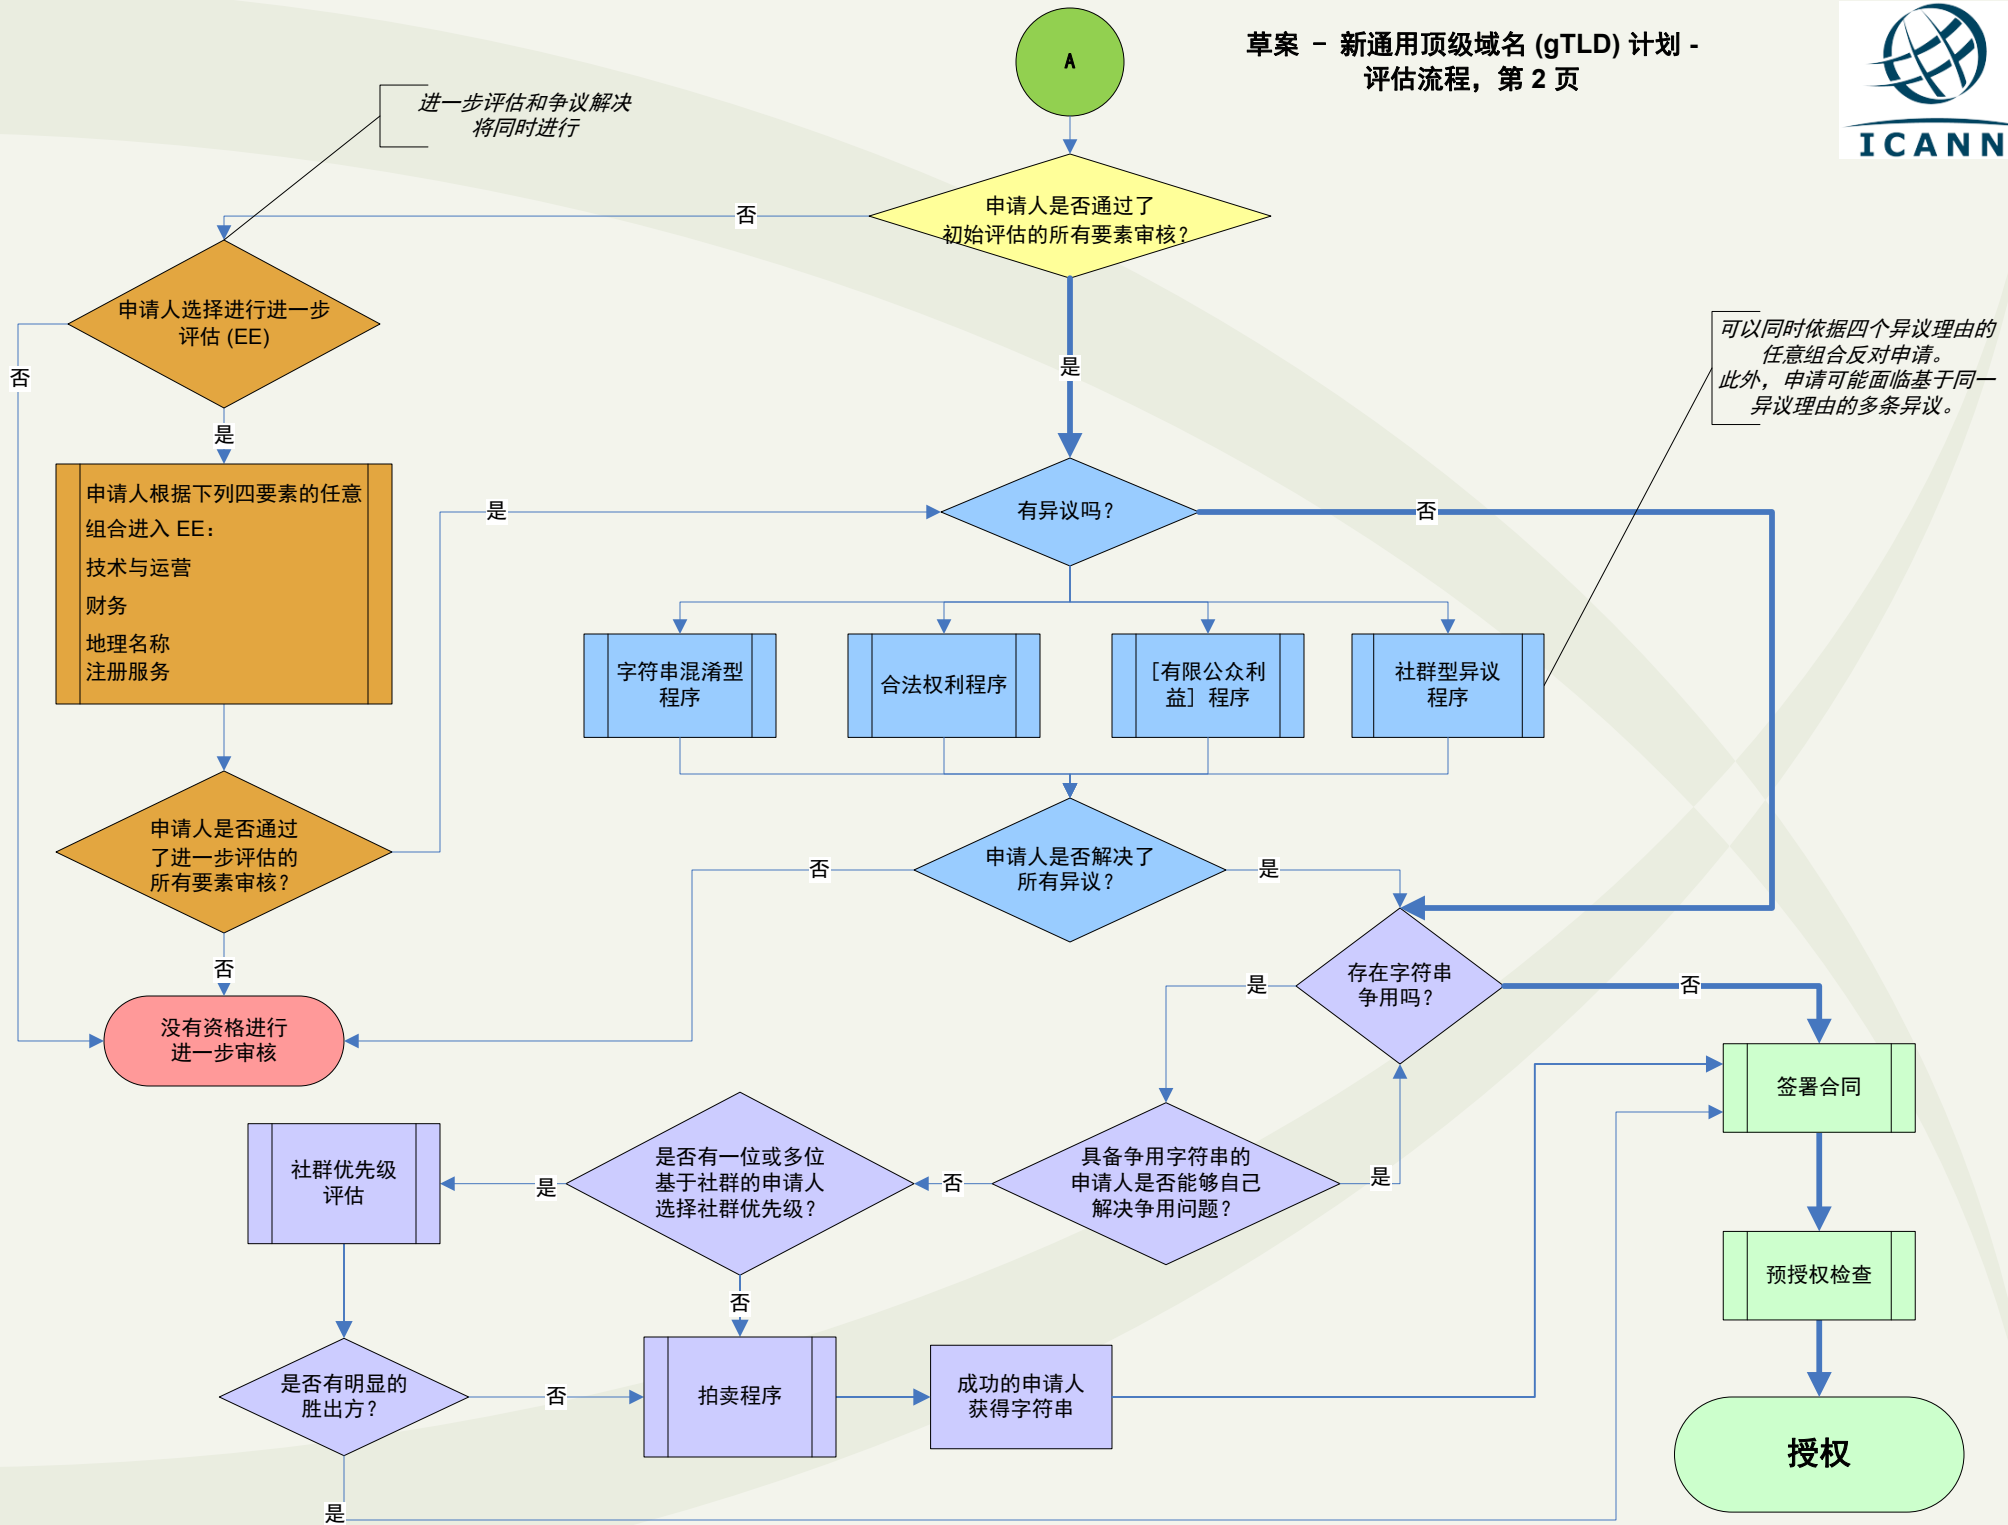 A
草案 － 新通用顶级域名 (gTLD) 计划 -
评估流程，第 2 页
ICANN
进一步评估和争议解决
将同时进行
申请人是否通过了
初始评估的所有要素审核？
否
是
申请人选择进行进一步
评估 (EE)
否
是
可以同时依据四个异议理由的
任意组合反对申请。
此外，申请可能面临基于同一
异议理由的多条异议。
申请人根据下列四要素的任意
组合进入 EE：
技术与运营
财务
地理名称
注册服务
是
有异议吗？
否
字符串混淆型
程序
合法权利程序
[有限公众利
益] 程序
社群型异议
程序
申请人是否通过
了进一步评估的
所有要素审核？
否
申请人是否解决了
所有异议？
否
是
没有资格进行
进一步审核
存在字符串
争用吗？
是
否
签署合同
社群优先级
评估
是
是否有一位或多位
基于社群的申请人
选择社群优先级？
否
具备争用字符串的
申请人是否能够自己
解决争用问题？
是
否
预授权检查
是否有明显的
胜出方？
否
拍卖程序
成功的申请人
获得字符串
授权
是